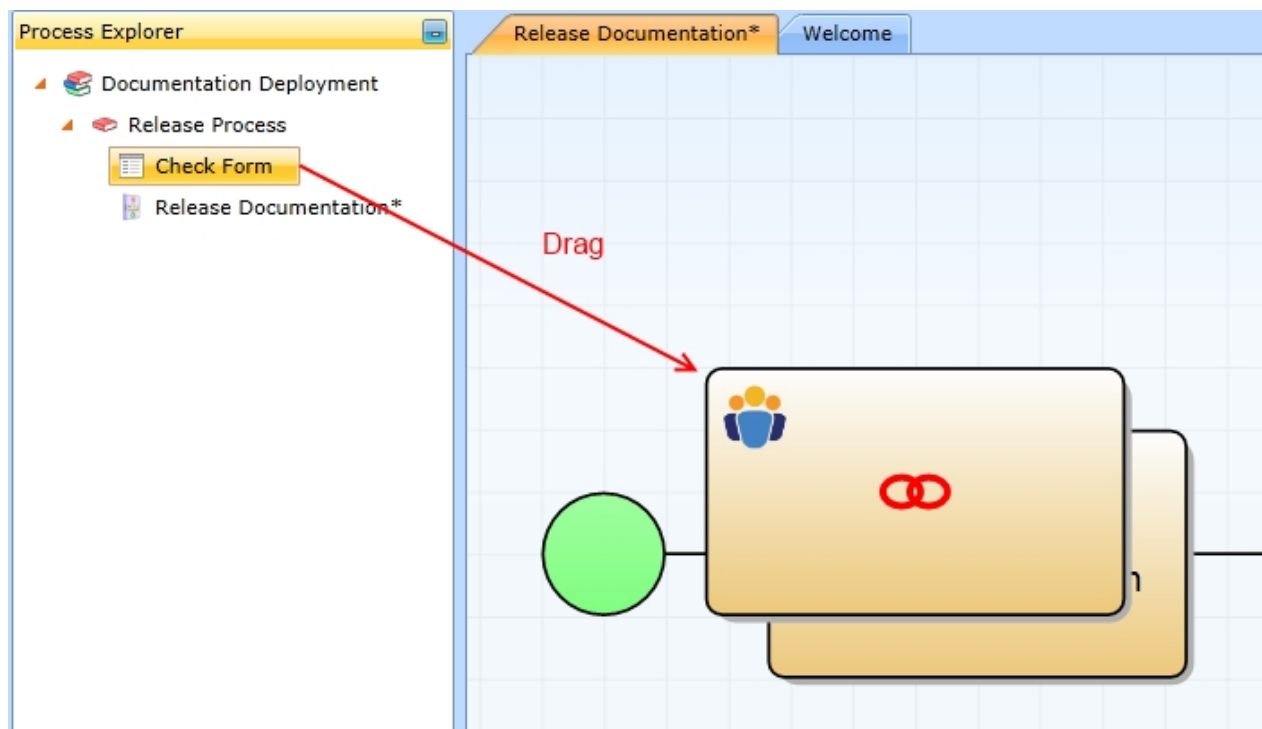 Process Explorer
Release Documentation*
Welcome
Documentation Deployment
Release Process
Check Form
Release Documentation*
Drag